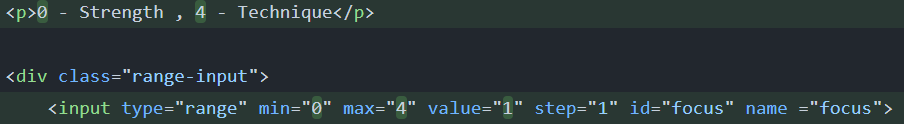 <p>0 - Strength , 4 - Technique</p>
<div class="range-input">
<input type="range" min="0" max="4" value="1" step="1" id="focus" name ="focus">